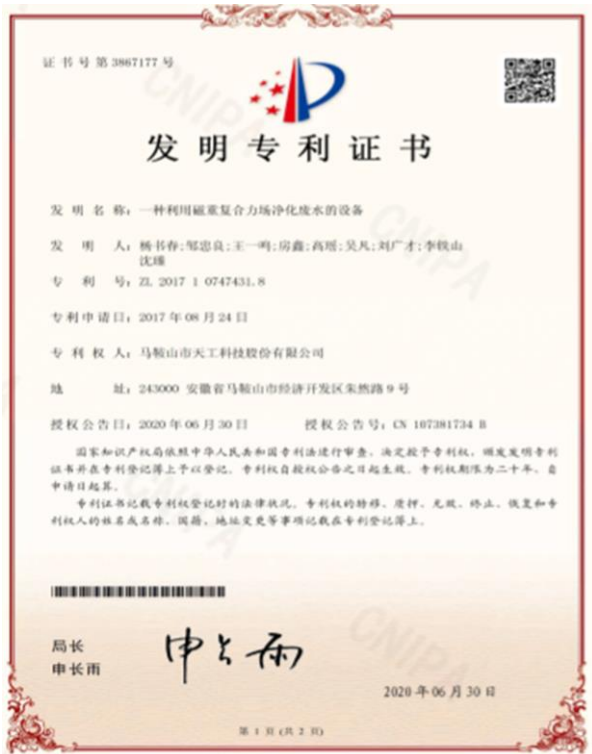 证书号第3867177号
发明专利证书
发明名称：一种利用磁重复合力场净化废水的设备
发明人：杨书春;邹忠良;王一鸣;房鑫;高瑶;吴凡;刘广才;李铁山
沈瑾
专利号：ZL 2017 1 0747431.8
专利申请日：2017年08月24日
专利权人：马鞍山市天工科技股份有限公司
地址：243000 安徽省马鞍山市经济开发区朱然路9号
授权公告日：2020年06月30日 授权公告号：CN 107381734 B
国家知识产权局依照中华人民共和国专利法进行审查，决定授予专利权，颁发发明专利
证书并在专利登记簿上予以登记。专利权自授权公告之日起生效。专利权期限为二十年，自
申请日起算。
专利证书记载专利权登记时的法律状况。专利权的转移、质押、无效、终止、恢复和专
利权人的姓名或名称、国籍、地址变更等事项记载在专利登记簿上。
局长
申长雨
申长雨
2020年06月30日
第 1 页 (共 2 页)
CNIPA
CNIPA
CNIPA
CNIPA